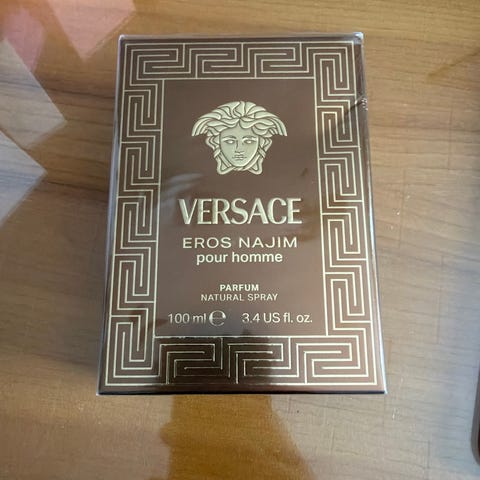 VERSACE
EROS NAJIM
pour homme
PARFUM
NATURAL SPRAY
100 ml ℮ 3.4 US fl. oz.